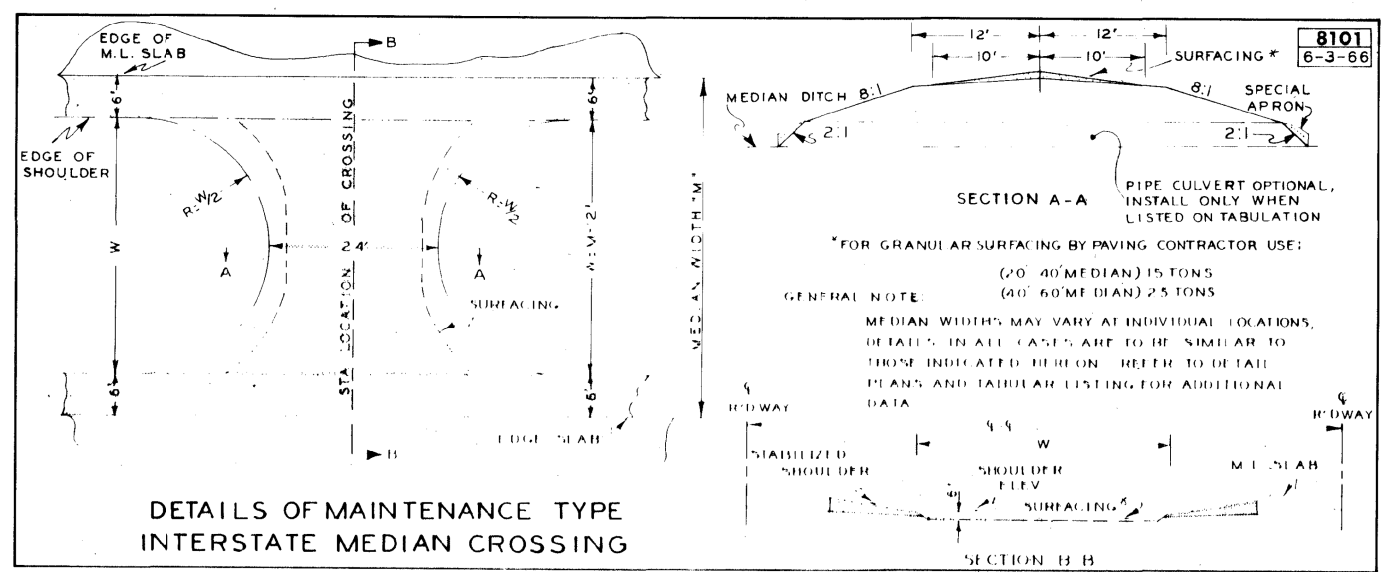 EDGE OF
M.L. SLAB
B
6'
6'
EDGE OF
SHOULDER
R=W/2
R=W/2
W
24'
A
A
STA LOCATION OF CROSSING
SURFACING
6'
6'
EDGE SLAB
B
MEDIAN WIDTH "M"
DETAILS OF MAINTENANCE TYPE
INTERSTATE MEDIAN CROSSING
12'
12'
10'
10'
SURFACING *
8101
6-3-66
MEDIAN DITCH
8:1
8:1
SPECIAL
APRON
2:1
2:1
SECTION A-A
PIPE CULVERT OPTIONAL,
INSTALL ONLY WHEN
LISTED ON TABULATION
*FOR GRANULAR SURFACING BY PAVING CONTRACTOR USE:
(20' 40' MEDIAN) 15 TONS
(40' 60' MEDIAN) 25 TONS
GENERAL NOTE:
MEDIAN WIDTHS MAY VARY AT INDIVIDUAL LOCATIONS,
DETAILS IN ALL CASES ARE TO BE SIMILAR TO
THOSE INDICATED HEREON REFER TO DETAIL
PLANS AND TABULAR LISTING FOR ADDITIONAL
DATA
℄
R'DWAY
℄
R'DWAY
W
STABILIZED
SHOULDER
SHOULDER
ELEV
M.L. SLAB
SURFACING *
SECTION B B